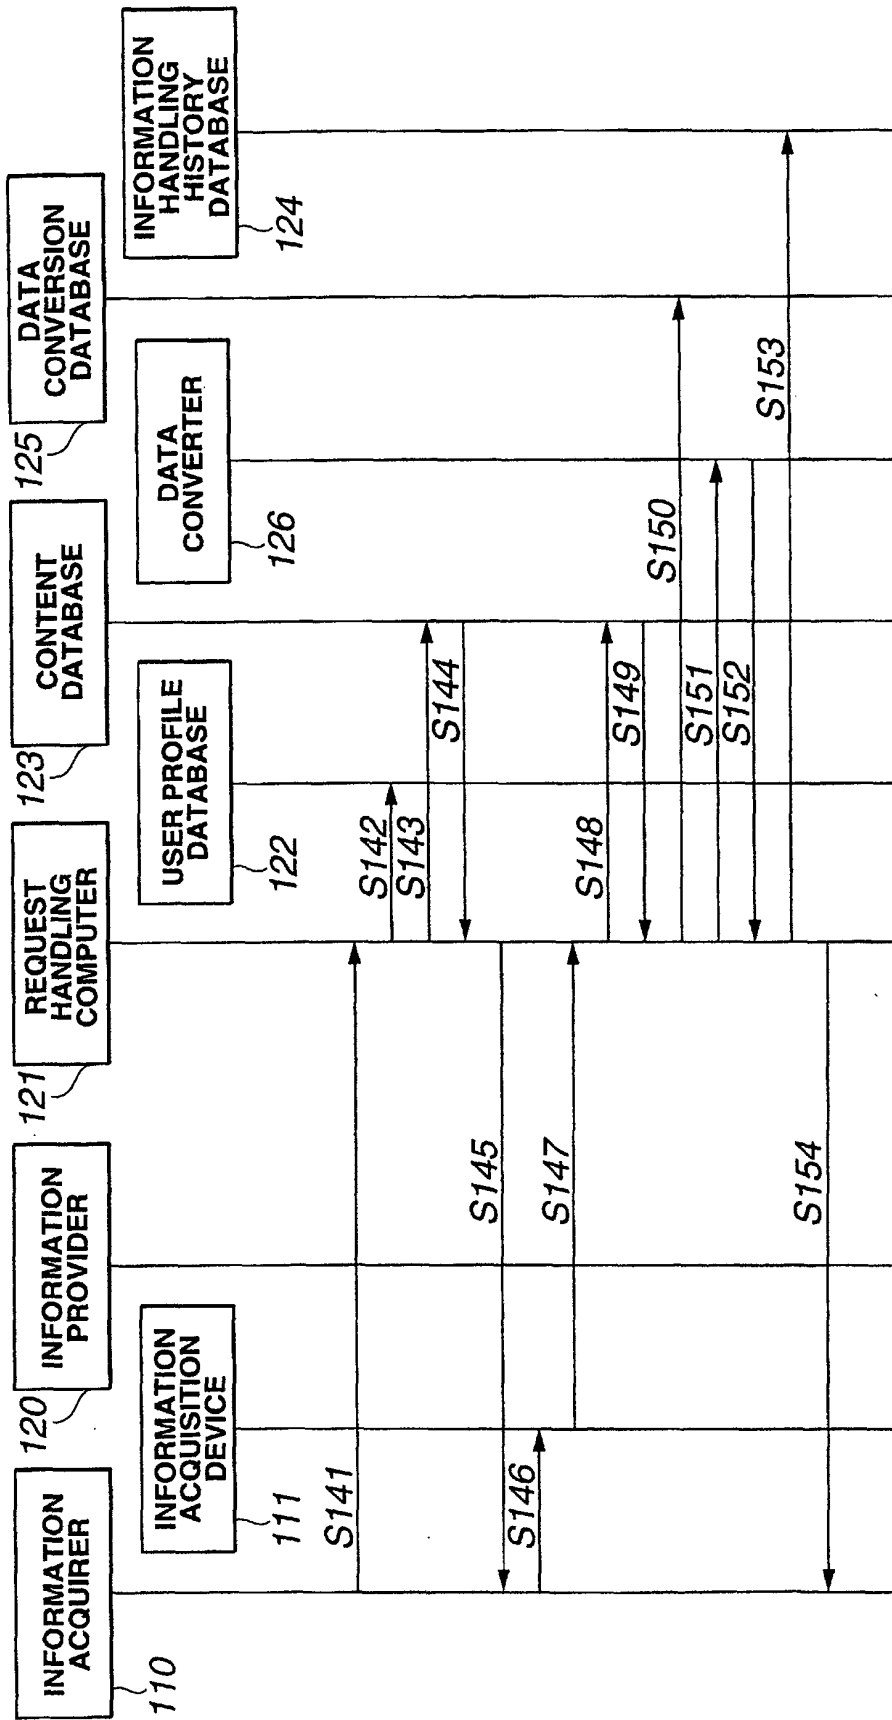 INFORMATION
ACQUIRER
110
INFORMATION
ACQUISITION
DEVICE
111
INFORMATION
PROVIDER
120
REQUEST
HANDLING
COMPUTER
121
USER PROFILE
DATABASE
122
CONTENT
DATABASE
123
DATA
CONVERTER
126
DATA
CONVERSION
DATABASE
125
INFORMATION
HANDLING
HISTORY
DATABASE
124
S141
S142
S143
S144
S145
S146
S147
S148
S149
S150
S151
S152
S153
S154